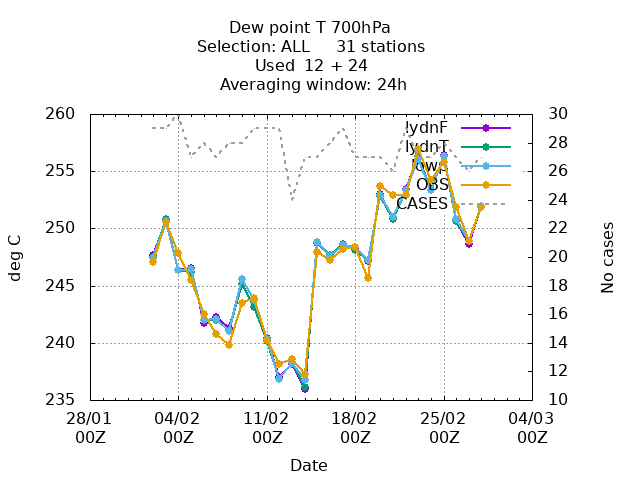 Dew point T 700hPa
Selection: ALL 31 stations
Used 12 + 24
Averaging window: 24h
260
255
250
245
240
235
deg C
30
28
26
24
22
20
18
16
14
12
10
No cases
lydnF
lydnT
lowF
OBS
CASES
28/01 04/02 11/02 18/02 25/02 04/03
00Z 00Z 00Z 00Z 00Z 00Z
Date